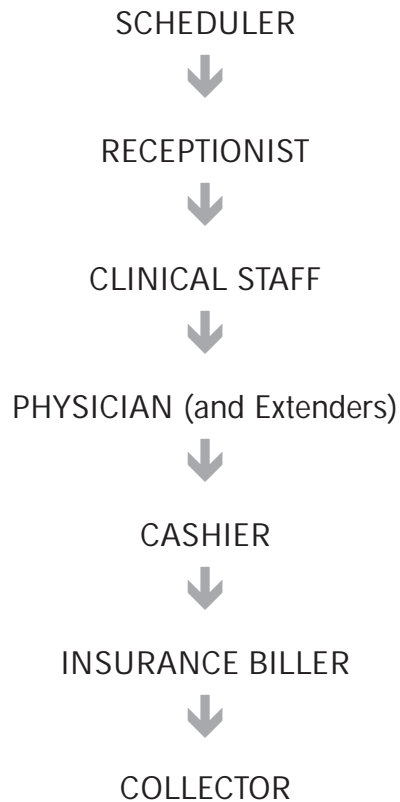 SCHEDULER
RECEPTIONIST
CLINICAL STAFF
PHYSICIAN (and Extenders)
CASHIER
INSURANCE BILLER
COLLECTOR